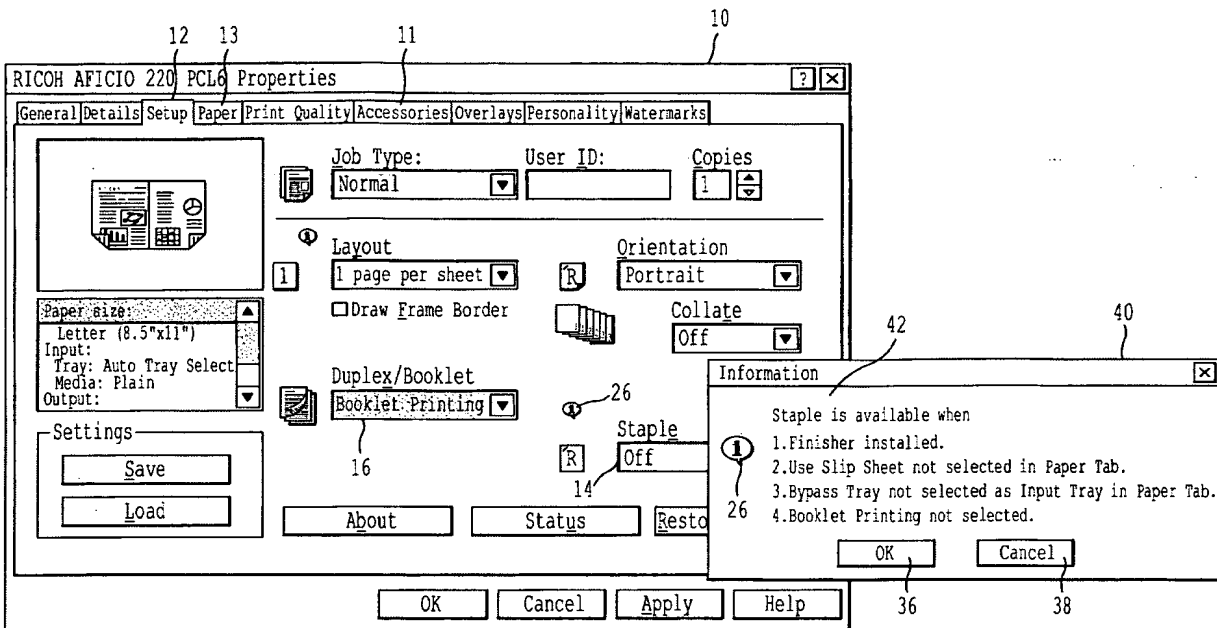 10
12 13 11
RICOH AFICIO 220 PCL6 Properties ?
General Details Setup Paper Print Quality Accessories Overlays Personality Watermarks
Job Type: User ID: Copies
Normal 1
Layout Orientation
1 1 page per sheet R Portrait
Draw Frame Border Collate
Off
Paper size:
Letter (8.5"x11")
Input:
Tray: Auto Tray Select
Media: Plain
Output:
Duplex/Booklet
Booklet Printing
16
26
Staple
R Off
14
Settings
Save
Load
About Status Resto
OK Cancel Apply Help
42 40
Information
Staple is available when
1.Finisher installed.
2.Use Slip Sheet not selected in Paper Tab.
3.Bypass Tray not selected as Input Tray in Paper Tab.
4.Booklet Printing not selected.
26
OK Cancel
36 38